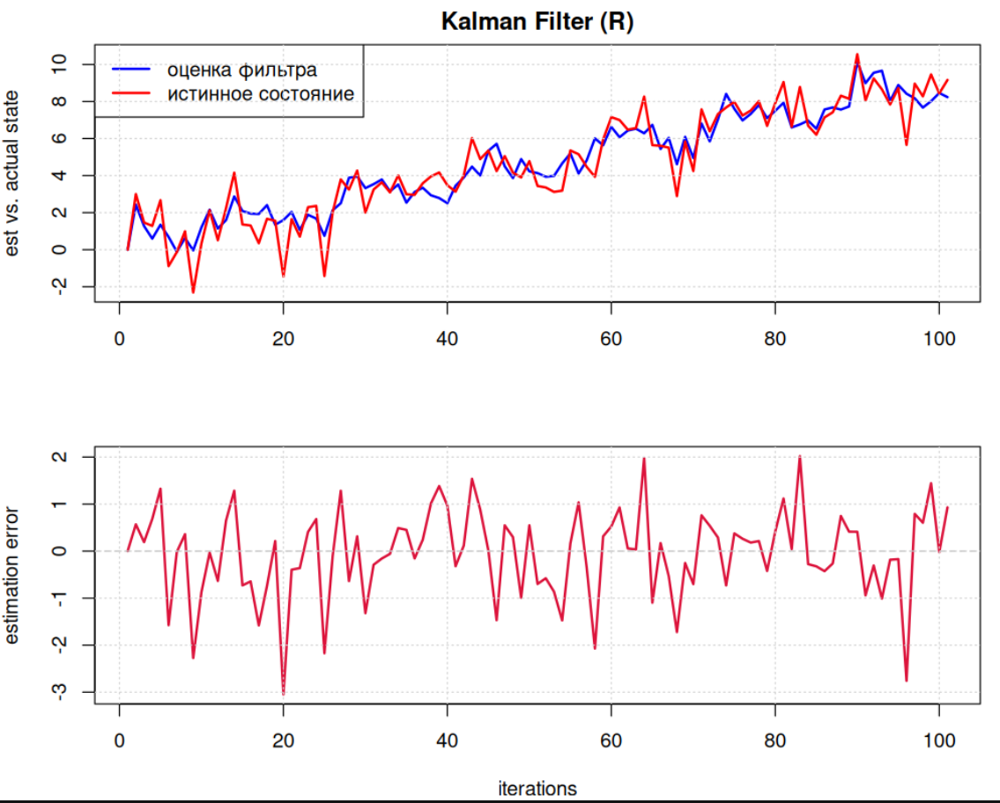 Kalman Filter (R)
est vs. actual state
10
8
6
4
2
0
-2
оценка фильтра
истинное состояние
0 20 40 60 80 100
estimation error
2
1
0
-1
-2
-3
0 20 40 60 80 100
iterations